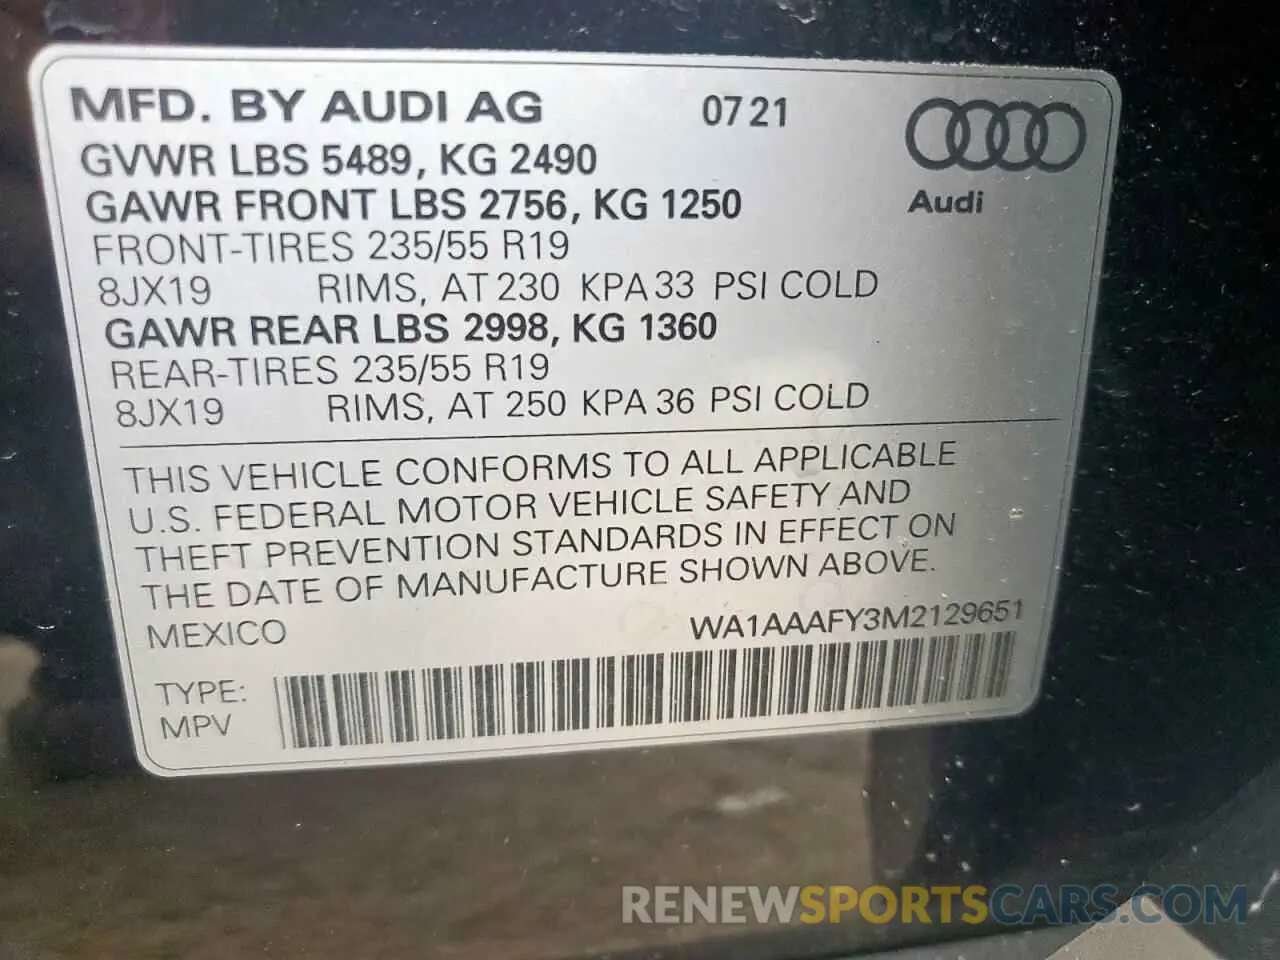 MFD. BY AUDI AG 07 21
GVWR LBS 5489, KG 2490
Audi
GAWR FRONT LBS 2756, KG 1250
FRONT-TIRES 235/55 R19
8JX19 RIMS, AT 230 KPA 33 PSI COLD
GAWR REAR LBS 2998, KG 1360
REAR-TIRES 235/55 R19
8JX19 RIMS, AT 250 KPA 36 PSI COLD
THIS VEHICLE CONFORMS TO ALL APPLICABLE
U.S. FEDERAL MOTOR VEHICLE SAFETY AND
THEFT PREVENTION STANDARDS IN EFFECT ON
THE DATE OF MANUFACTURE SHOWN ABOVE.
MEXICO WA1AAAFY3M2129651
TYPE:
MPV
RENEWSPORTSCARS.COM